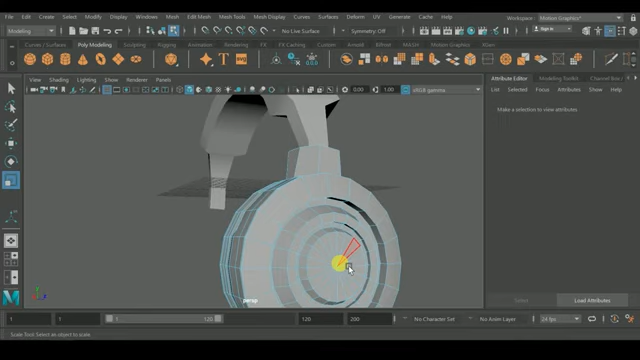 File Edit Create Select Modify Display Windows Mesh Edit Mesh Mesh Tools Mesh Display Curves Surfaces Deform UV Generate Cache Help Workspace: Motion Graphics*
Modeling No Live Surface Symmetry: Off Sign In
Curves / Surfaces Poly Modeling Sculpting Rigging Animation Rendering FX FX Caching Custom Arnold Bifrost MASH Motion Graphics XGen
View Shading Lighting Show Renderer Panels
0.00 1.00 sRGB gamma
Attribute Editor Modeling Toolkit Channel Box /
List Selected Focus Attributes Show Help
Make a selection to view attributes
persp
Select Load Attributes
1 1 1 120 120 200 No Character Set No Anim Layer 24 fps
Scale Tool: Select an object to scale